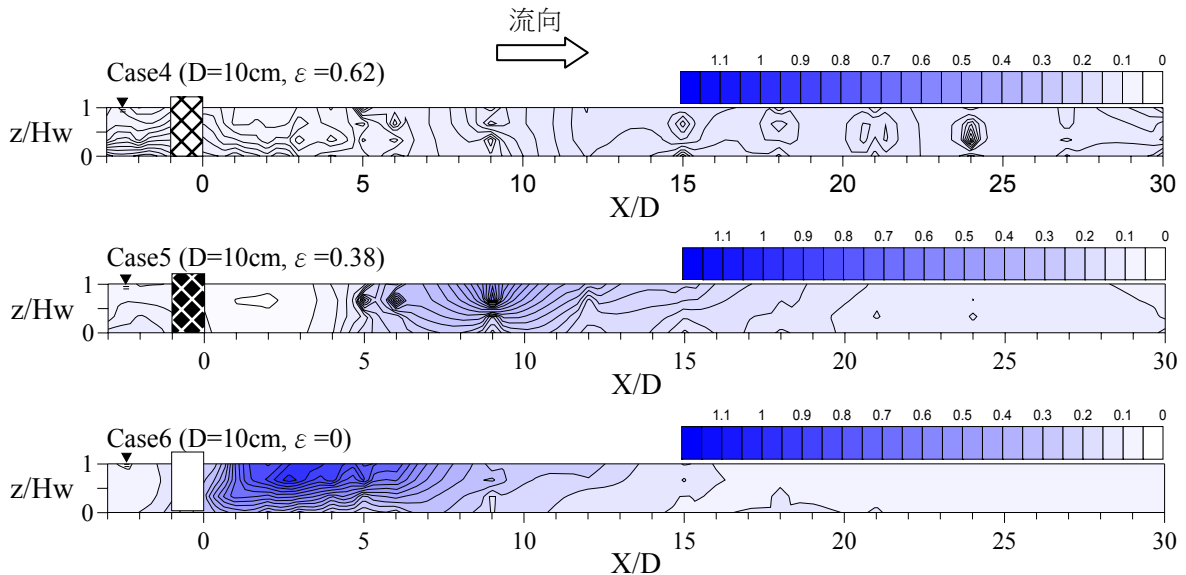 流向
Case4 (D=10cm, ε=0.62)
1.1 1 0.9 0.8 0.7 0.6 0.5 0.4 0.3 0.2 0.1 0
1
z/Hw
0
0 5 10 15 20 25 30
X/D
Case5 (D=10cm, ε=0.38)
1.1 1 0.9 0.8 0.7 0.6 0.5 0.4 0.3 0.2 0.1 0
1
z/Hw
0
0 5 10 15 20 25 30
X/D
Case6 (D=10cm, ε=0)
1.1 1 0.9 0.8 0.7 0.6 0.5 0.4 0.3 0.2 0.1 0
1
z/Hw
0
0 5 10 15 20 25 30
X/D